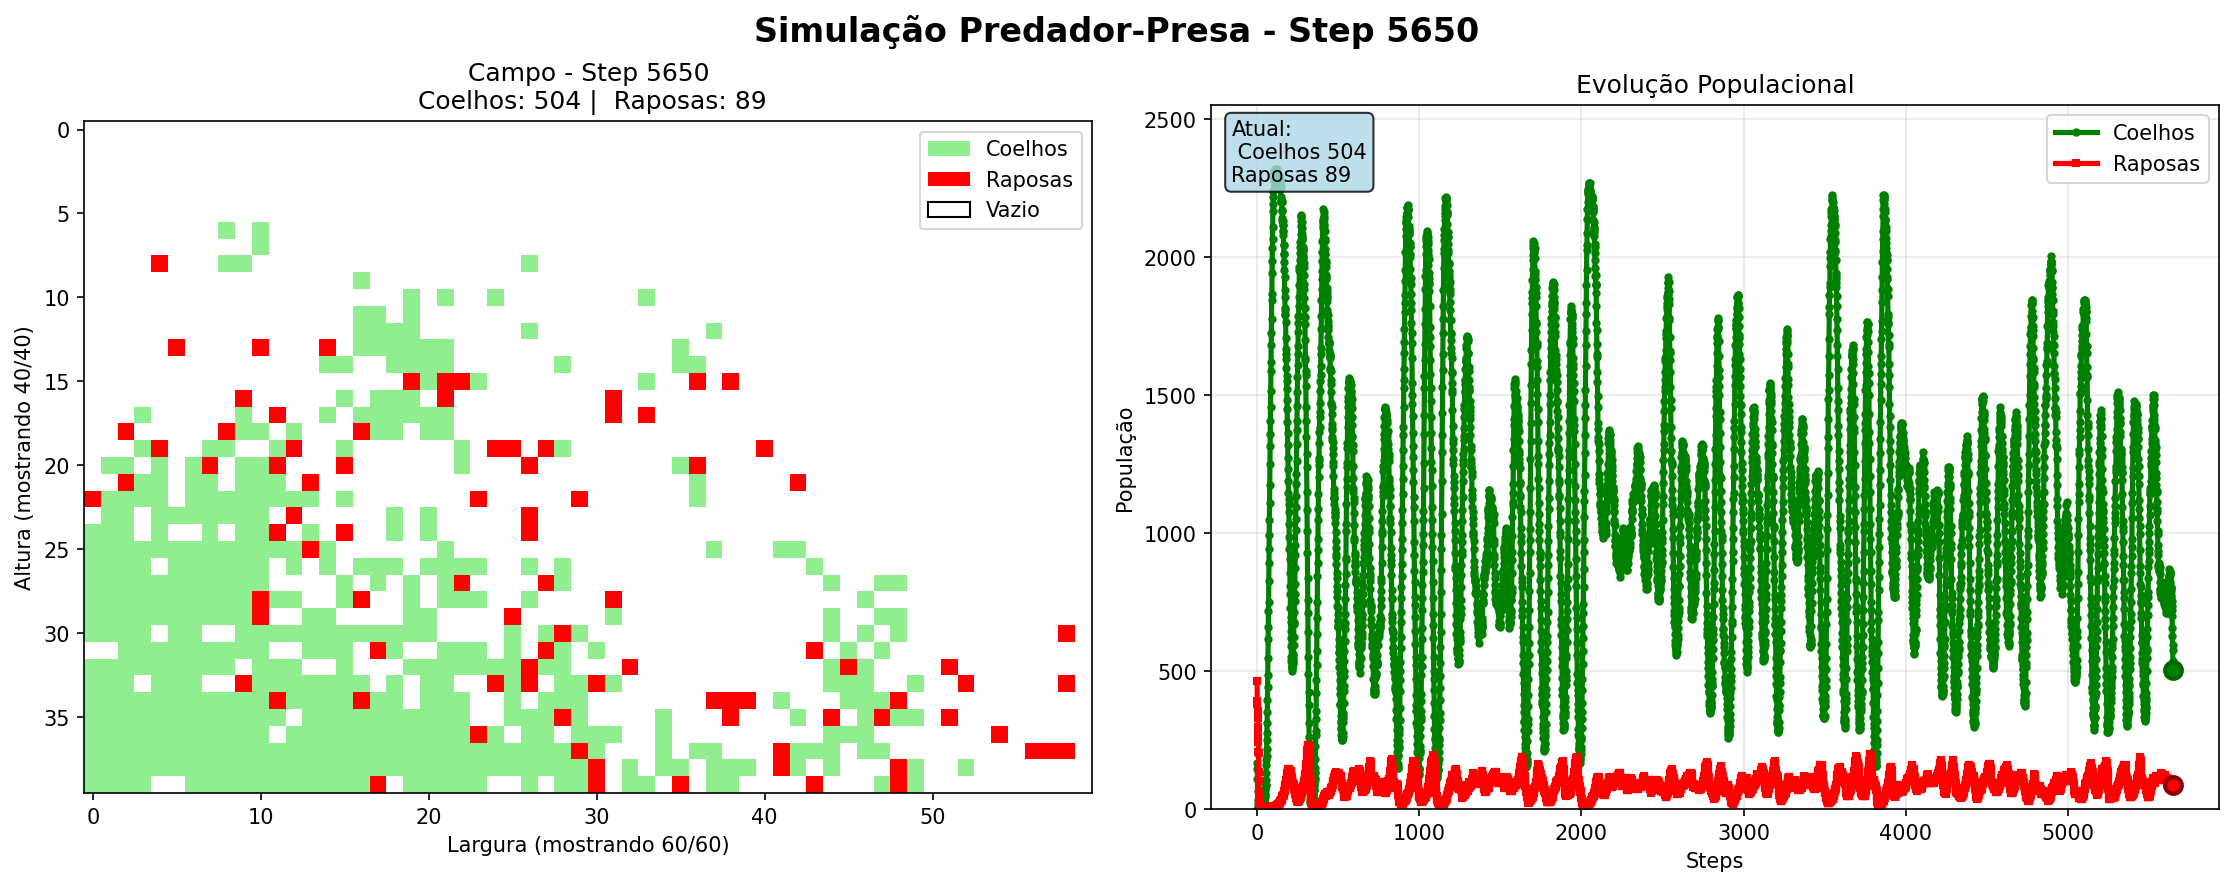 Simulação Predador-Presa - Step 5650
Campo - Step 5650
Coelhos: 504 |  Raposas: 89
Coelhos
Raposas
Vazio
0
5
10
15
20
25
30
35
Altura (mostrando 40/40)
0
10
20
30
40
50
Largura (mostrando 60/60)
Evolução Populacional
Atual:
Coelhos 504
Raposas 89
Coelhos
Raposas
2500
2000
1500
1000
500
0
População
0
1000
2000
3000
4000
5000
Steps